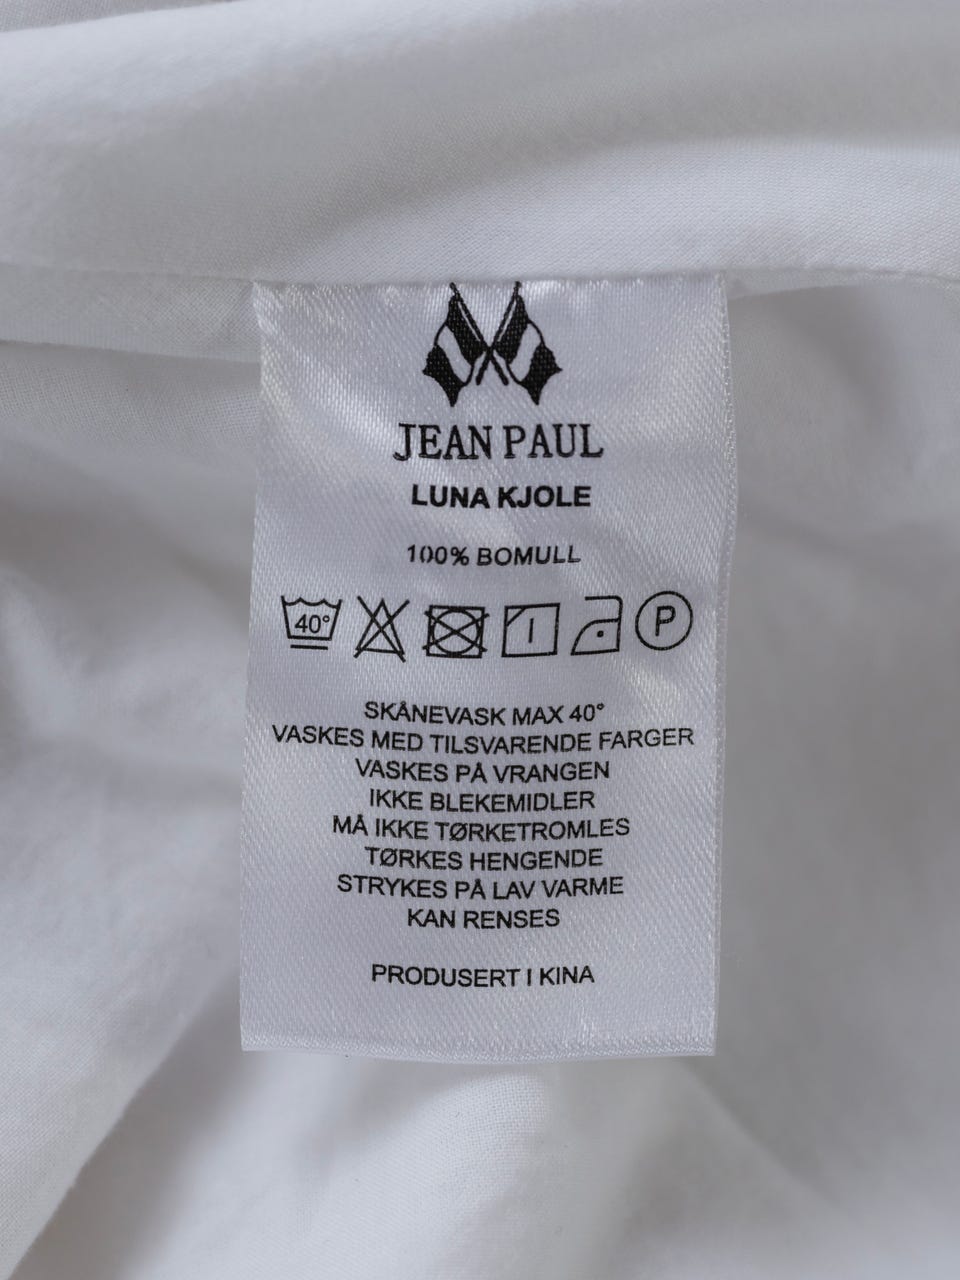 JEAN PAUL
LUNA KJOLE
100% BOMULL
40° P
SKÅNEVASK MAX 40°
VASKES MED TILSVARENDE FARGER
VASKES PÅ VRANGEN
IKKE BLEKEMIDLER
MÅ IKKE TØRKETROMLES
TØRKES HENGENDE
STRYKES PÅ LAV VARME
KAN RENSES
PRODUSERT I KINA